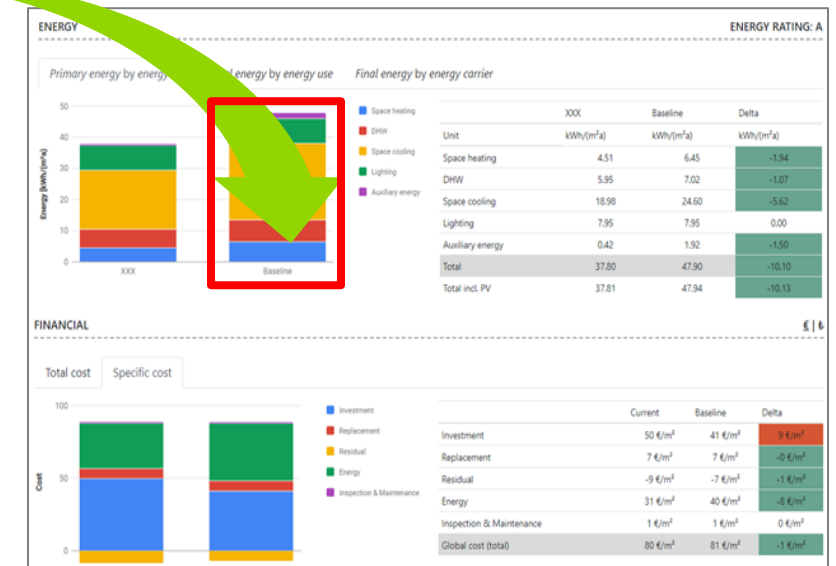 ENERGY
ENERGY RATING: A
Primary energy by energy
energy by energy use
Final energy by energy carrier
50
40
30
20
10
0
Energy [kWh/(m²a)
XXX
Baseline
Space heating
DHW
Space cooling
Lighting
Auxiliary energy
XXX Baseline Delta
Unit kWh/(m²a) kWh/(m²a) kWh/(m²a)
Space heating 4.51 6.45 -1.94
DHW 5.95 7.02 -1.07
Space cooling 18.98 24.60 -5.62
Lighting 7.95 7.95 0.00
Auxiliary energy 0.42 1.92 -1.50
Total 37.80 47.90 -10.10
Total incl. PV 37.81 47.94 -10.13
FINANCIAL
£ | ₺
Total cost
Specific cost
100
50
0
Cost
Investment
Replacement
Residual
Energy
Inspection & Maintenance
Current Baseline Delta
Investment 50 €/m² 41 €/m² 9 €/m²
Replacement 7 €/m² 7 €/m² -0 €/m²
Residual -9 €/m² -7 €/m² -1 €/m²
Energy 31 €/m² 40 €/m² -8 €/m²
Inspection & Maintenance 1 €/m² 1 €/m² 0 €/m²
Global cost (total) 80 €/m² 81 €/m² -1 €/m²